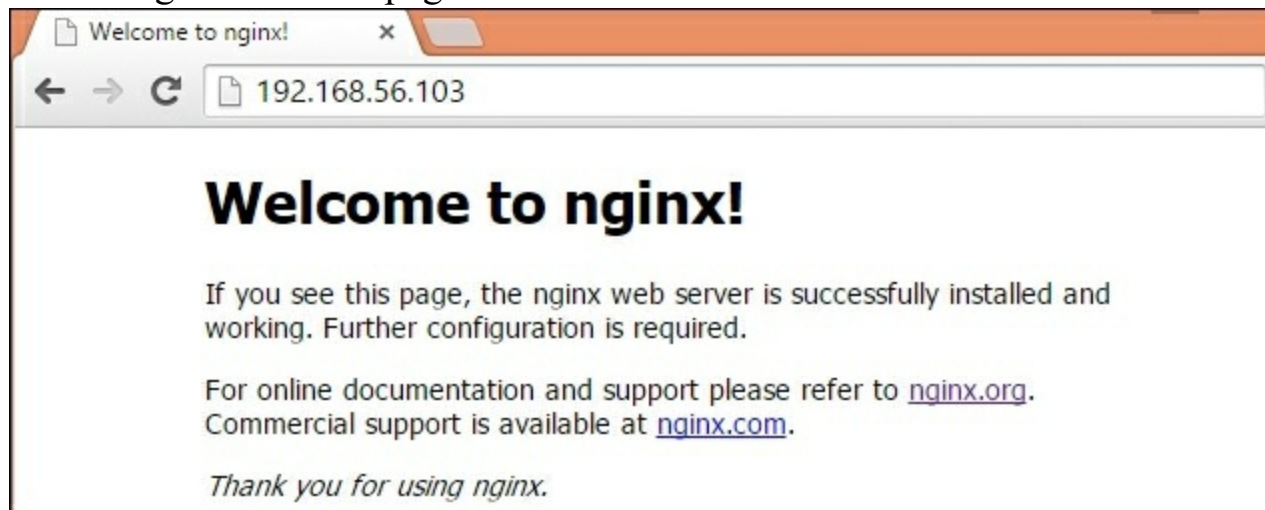 Welcome to nginx!
192.168.56.103
Welcome to nginx!
If you see this page, the nginx web server is successfully installed and
working. Further configuration is required.
For online documentation and support please refer to nginx.org.
Commercial support is available at nginx.com.
Thank you for using nginx.